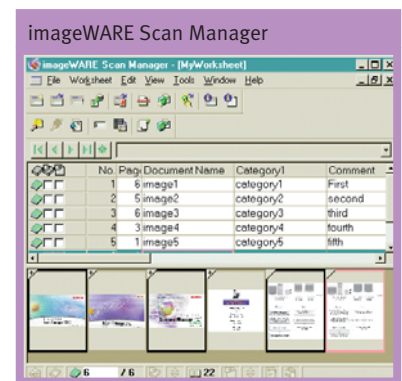 imageWARE Scan Manager
imageWARE Scan Manager - [MyWorksheet]
File Worksheet Edit View Tools Window Help
No. Page Document Name Category1 Comment
1 6 image1 category1 First
2 5 image2 category2 second
3 6 image3 category3 third
4 3 image4 category4 fourth
5 1 image5 category5 fifth
6 / 6 22